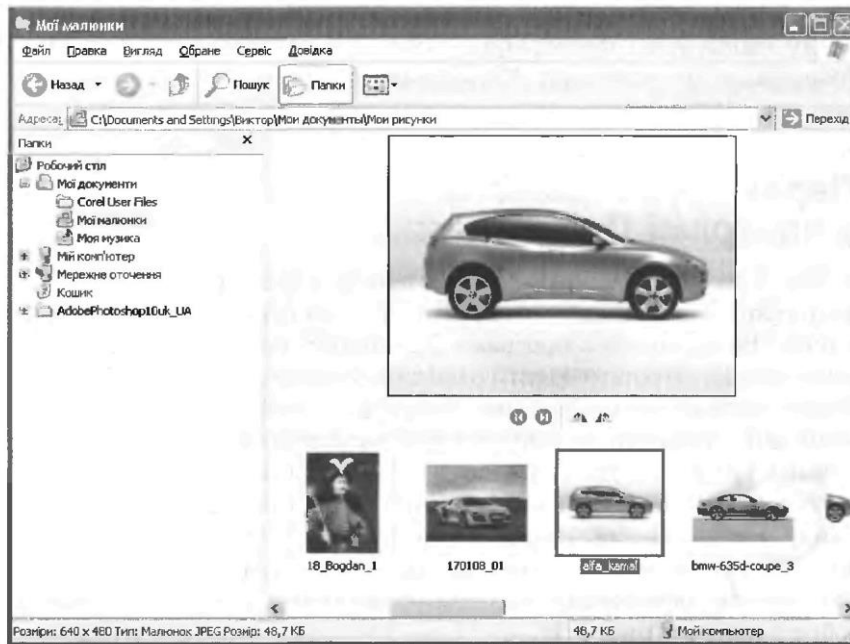 Мої малюнки
Файл Правка Вигляд Обране Сервіс Довідка
Назад Пошук Папки
Адреса: C:\Documents and Settings\Виктор\Мои документы\Мои рисунки Перехід
Папки
Робочий стіл
Мої документи
Corel User Files
Мої малюнки
Моя музика
Мій комп'ютер
Мережне оточення
Кошик
AdobePhotoshop10uk_UA
18_Bogdan_1 170108_01 alfa_kamal bmw-635d-coupe_3
Розміри: 640 x 480 Тип: Малюнок JPEG Розмір: 48,7 КБ 48,7 КБ Мой компьютер